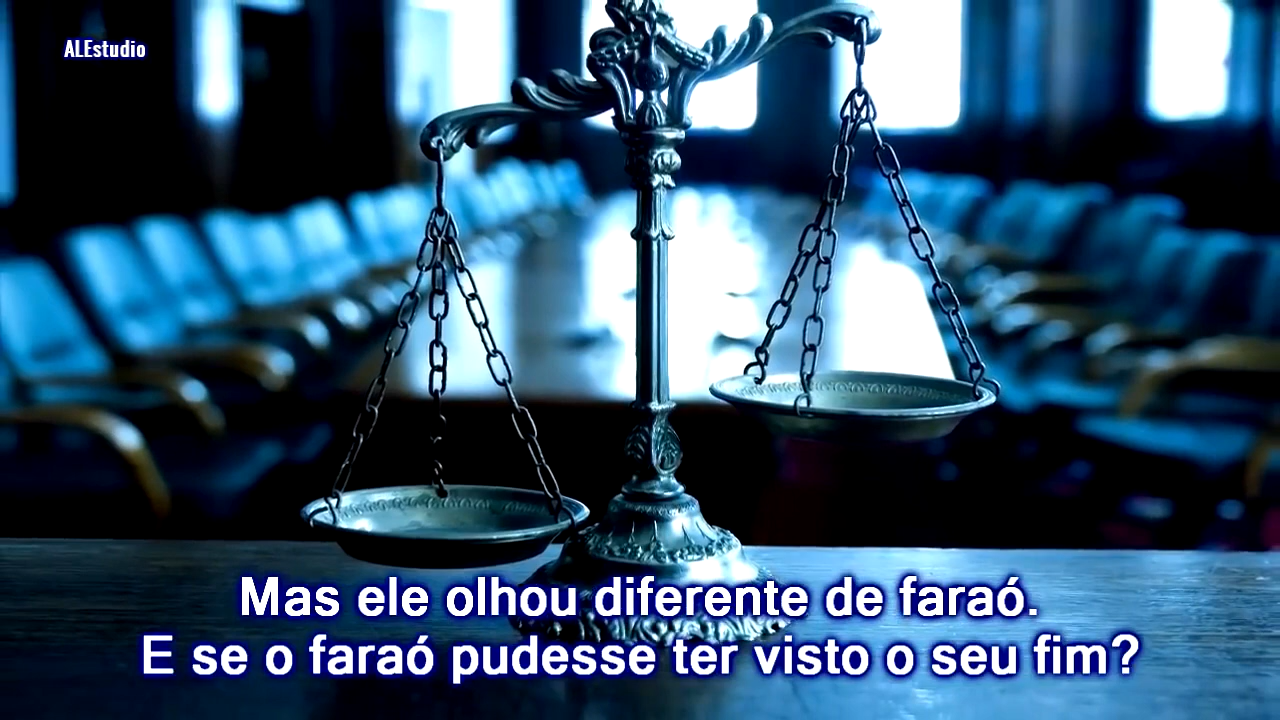 ALEstudio
Mas ele olhou diferente de faraó.
E se o faraó pudesse ter visto o seu fim?